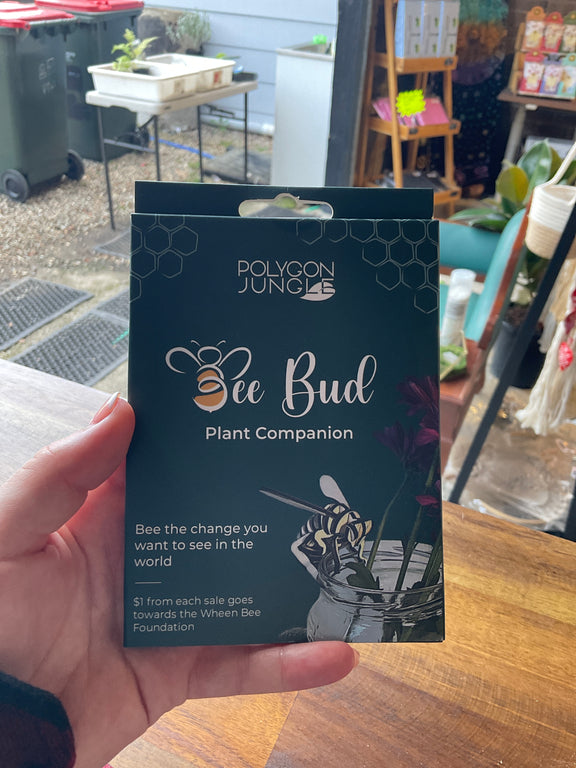 POLYGON
JUNGLE
Bee Bud
Plant Companion
Bee the change you
want to see in the
world
$1 from each sale goes
towards the Wheen Bee
Foundation